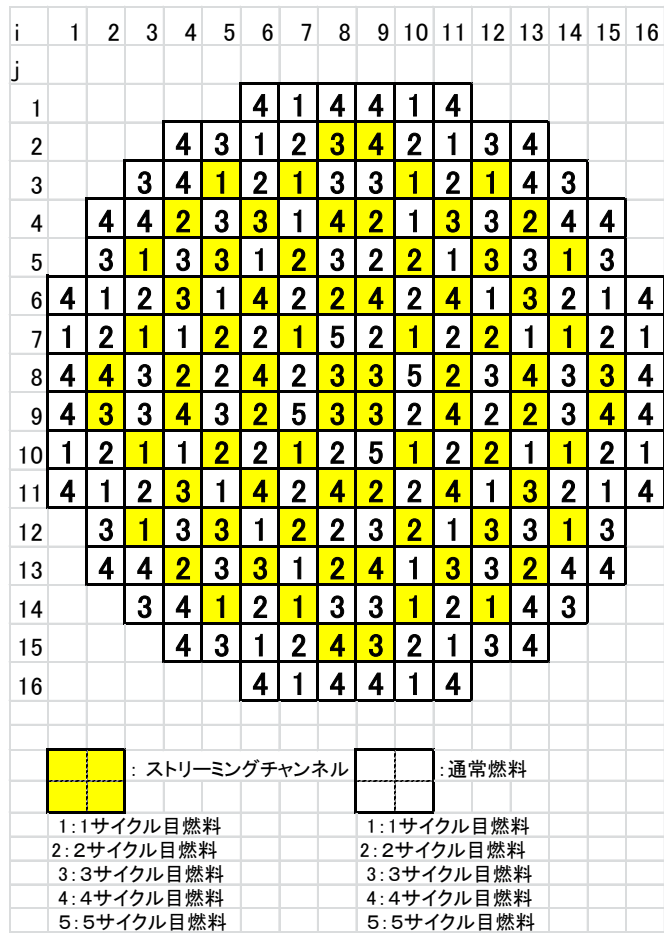 i 1 2 3 4 5 6 7 8 9 10 11 12 13 14 15 16
j
1 4 1 4 4 1 4
2 4 3 1 2 3 4 2 1 3 4
3 3 4 1 2 1 3 3 1 2 1 4 3
4 4 4 2 3 3 1 4 2 1 3 3 2 4 4
5 3 1 3 3 1 2 3 2 2 1 3 3 1 3
6 4 1 2 3 1 4 2 2 4 2 4 1 3 2 1 4
7 1 2 1 1 2 2 1 5 2 1 2 2 1 1 2 1
8 4 4 3 2 2 4 2 3 3 5 2 3 4 3 3 4
9 4 3 3 4 3 2 5 3 3 2 4 2 2 3 4 4
10 1 2 1 1 2 2 1 2 5 1 2 2 1 1 2 1
11 4 1 2 3 1 4 2 4 2 2 4 1 3 2 1 4
12 3 1 3 3 1 2 2 3 2 1 3 3 1 3
13 4 4 2 3 3 1 2 4 1 3 3 2 4 4
14 3 4 1 2 1 3 3 1 2 1 4 3
15 4 3 1 2 4 3 2 1 3 4
16 4 1 4 4 1 4
: ストリーミングチャンネル :通常燃料
1:1サイクル目燃料 1:1サイクル目燃料
2:2サイクル目燃料 2:2サイクル目燃料
3:3サイクル目燃料 3:3サイクル目燃料
4:4サイクル目燃料 4:4サイクル目燃料
5:5サイクル目燃料 5:5サイクル目燃料